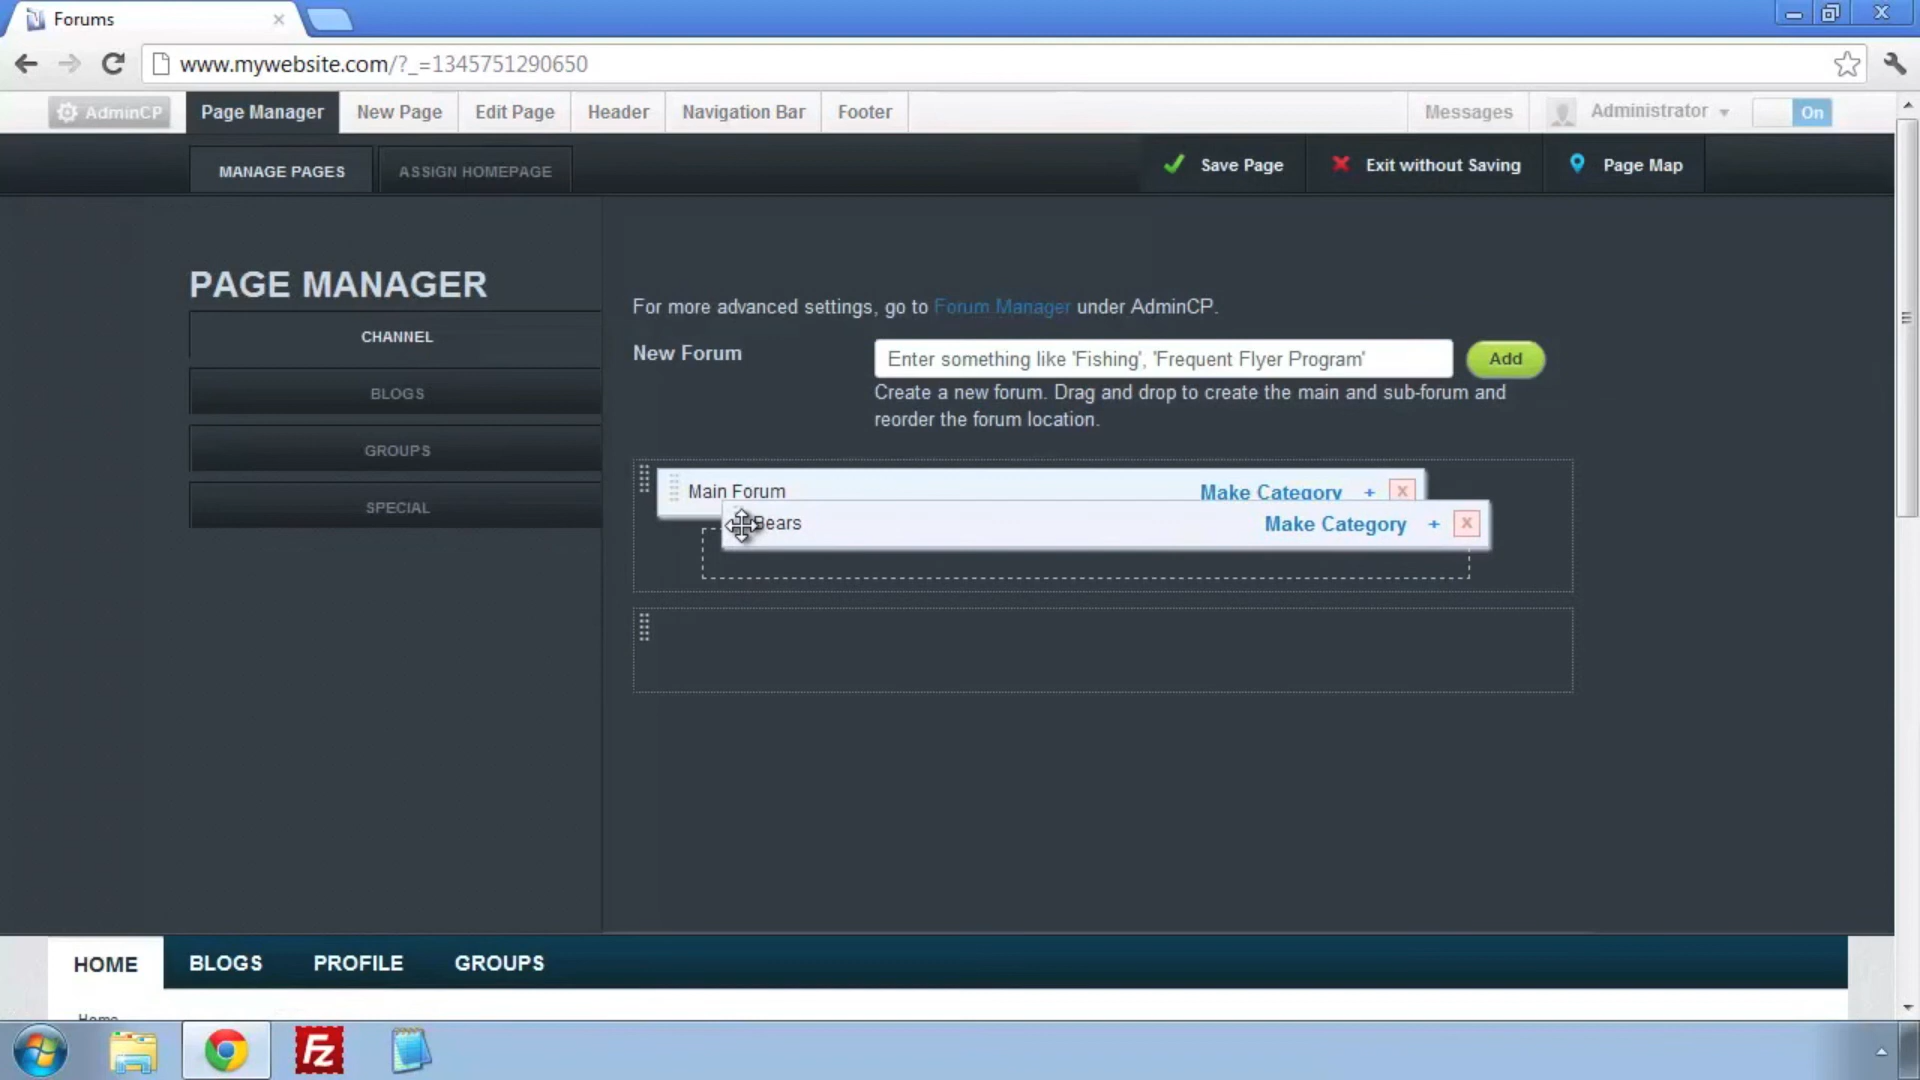 Forums
www.mywebsite.com/?_=1345751290650
AdminCP
Page Manager
New Page
Edit Page
Header
Navigation Bar
Footer
Messages
Administrator
On
MANAGE PAGES
ASSIGN HOMEPAGE
Save Page
Exit without Saving
Page Map
PAGE MANAGER
CHANNEL
BLOGS
GROUPS
SPECIAL
For more advanced settings, go to Forum Manager under AdminCP.
New Forum
Enter something like 'Fishing', 'Frequent Flyer Program'
Add
Create a new forum. Drag and drop to create the main and sub-forum and
reorder the forum location.
Main Forum
Make Category + x
Bears
Make Category + x
HOME
BLOGS
PROFILE
GROUPS
Home
Fz